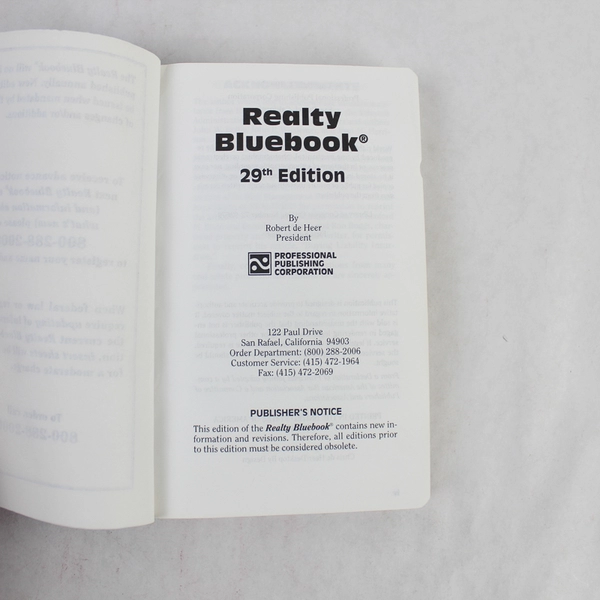 Realty
Bluebook®
29th Edition
By
Robert de Heer
President
PROFESSIONAL
PUBLISHING
CORPORATION
122 Paul Drive
San Rafael, California 94903
Order Department: (800) 288-2006
Customer Service: (415) 472-1964
Fax: (415) 472-2069
PUBLISHER'S NOTICE
This edition of the Realty Bluebook® contains new in-
formation and revisions. Therefore, all editions prior
to this edition must be considered obsolete.